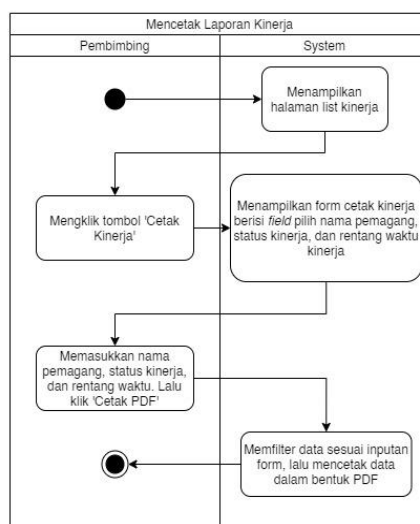 Mencetak Laporan Kinerja
Pembimbing
System
Menampilkan
halaman list kinerja
Mengklik tombol 'Cetak
Kinerja'
Menampilkan form cetak kinerja
berisi field pilih nama pemagang,
status kinerja, dan rentang waktu
kinerja
Memasukkan nama
pemagang, status kinerja,
dan rentang waktu. Lalu
klik 'Cetak PDF'
Memfilter data sesuai inputan
form, lalu mencetak data
dalam bentuk PDF